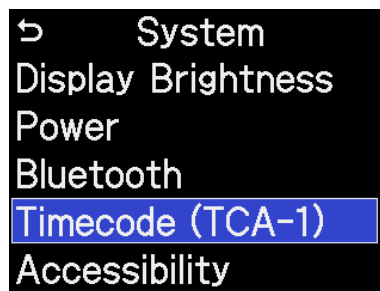 System
Display Brightness
Power
Bluetooth
Timecode (TCA-1)
Accessibility